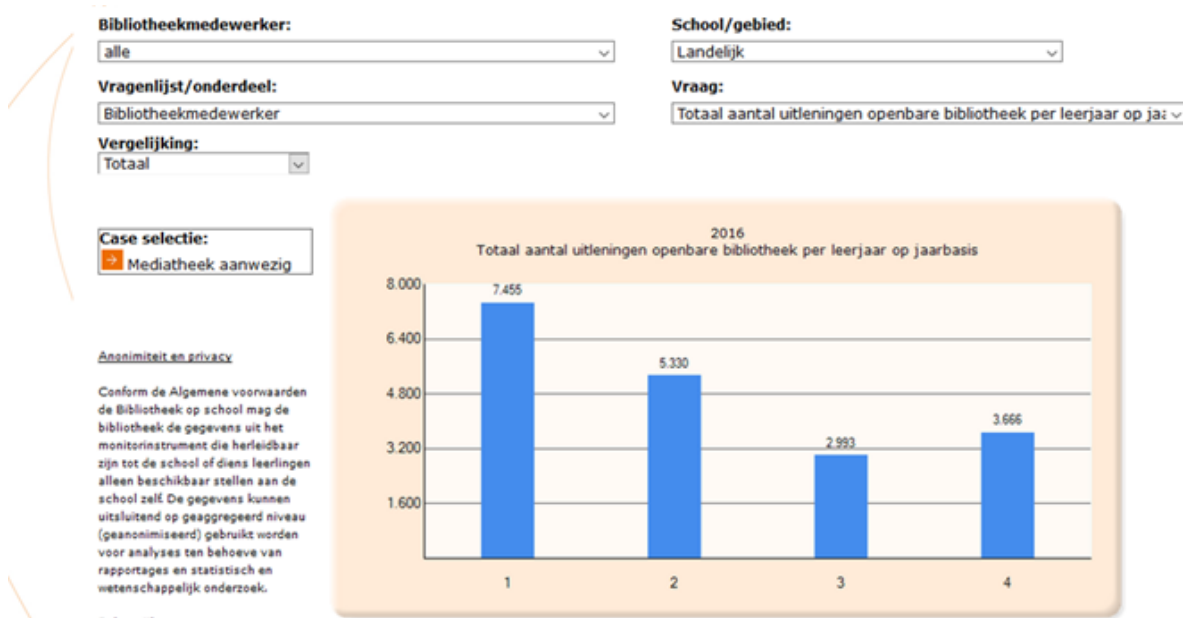 Bibliotheekmedewerker:
alle
School/gebied:
Landelijk
Vragenlijst/onderdeel:
Bibliotheekmedewerker
Vraag:
Totaal aantal uitleningen openbare bibliotheek per leerjaar op
Vergelijking:
Totaal
Case selectie:
Mediatheek aanwezig
Anonimiteit en privacy
Conform de Algemene voorwaarden
de Bibliotheek op school mag de
bibliotheek de gegevens uit het
monitorinstrument die herleidbaar
zijn tot de school of diens leerlingen
alleen beschikbaar stellen aan de
school zelf. De gegevens kunnen
uitsluitend op geaggregeerd niveau
(geanonimiseerd) gebruikt worden
voor analyses ten behoeve van
rapportages en statistisch en
wetenschappelijk onderzoek.
2016
Totaal aantal uitleningen openbare bibliotheek per leerjaar op jaarbasis
8.000
7.455
6.400
5.330
4.800
3.666
3.200
2.993
1.600
1 2 3 4